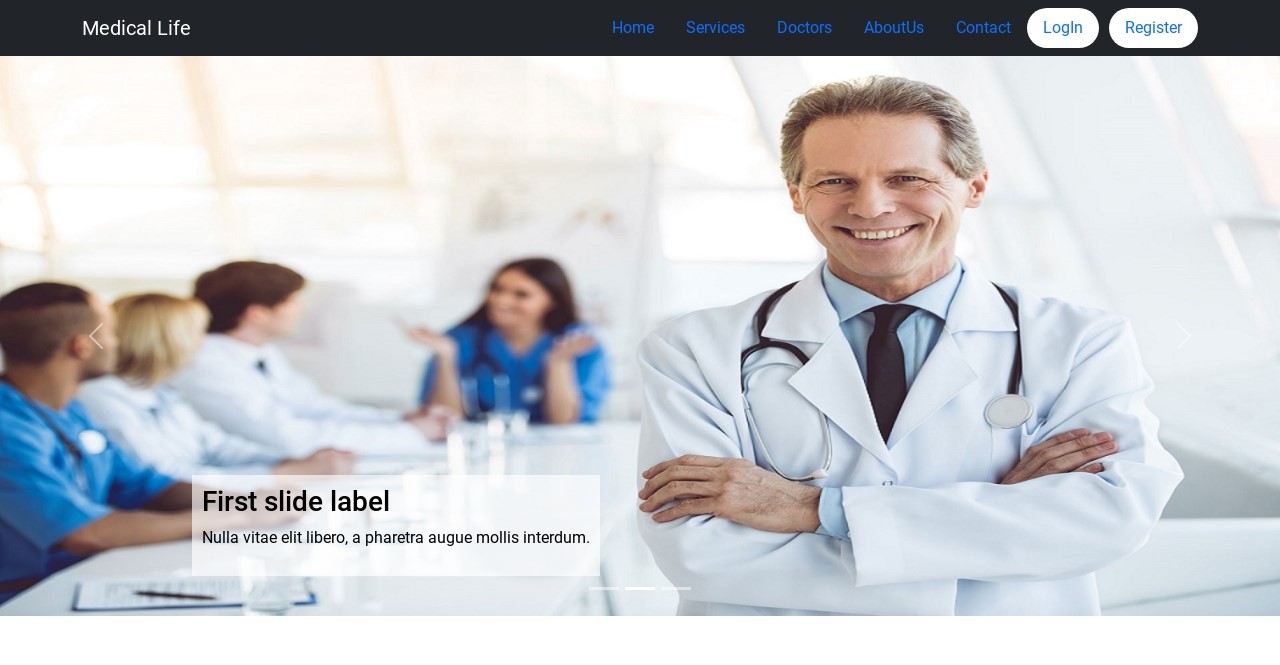 Medical Life
Home Services Doctors AboutUs Contact LogIn Register
First slide label
Nulla vitae elit libero, a pharetra augue mollis interdum.